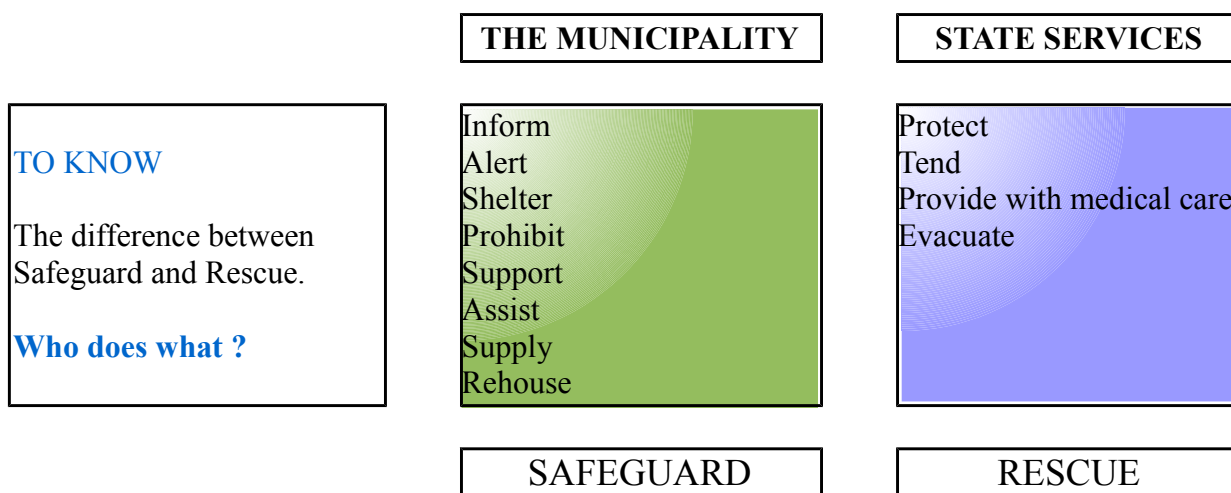 THE MUNICIPALITY
STATE SERVICES
TO KNOW
The difference between
Safeguard and Rescue.
Who does what ?
Inform
Alert
Shelter
Prohibit
Support
Assist
Supply
Rehouse
Protect
Tend
Provide with medical care
Evacuate
SAFEGUARD
RESCUE